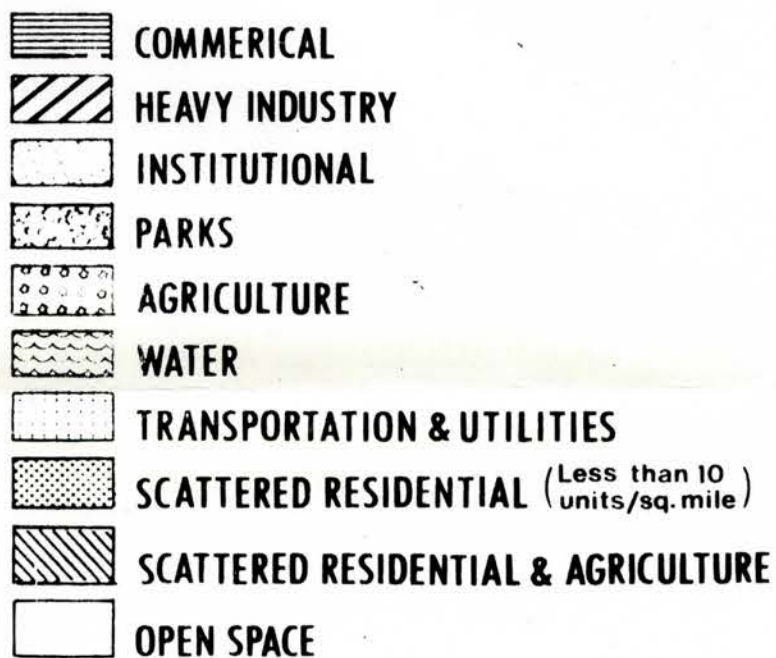 COMMERICAL
HEAVY INDUSTRY
INSTITUTIONAL
PARKS
AGRICULTURE
WATER
TRANSPORTATION & UTILITIES
SCATTERED RESIDENTIAL (Less than 10 units/sq. mile)
SCATTERED RESIDENTIAL & AGRICULTURE
OPEN SPACE